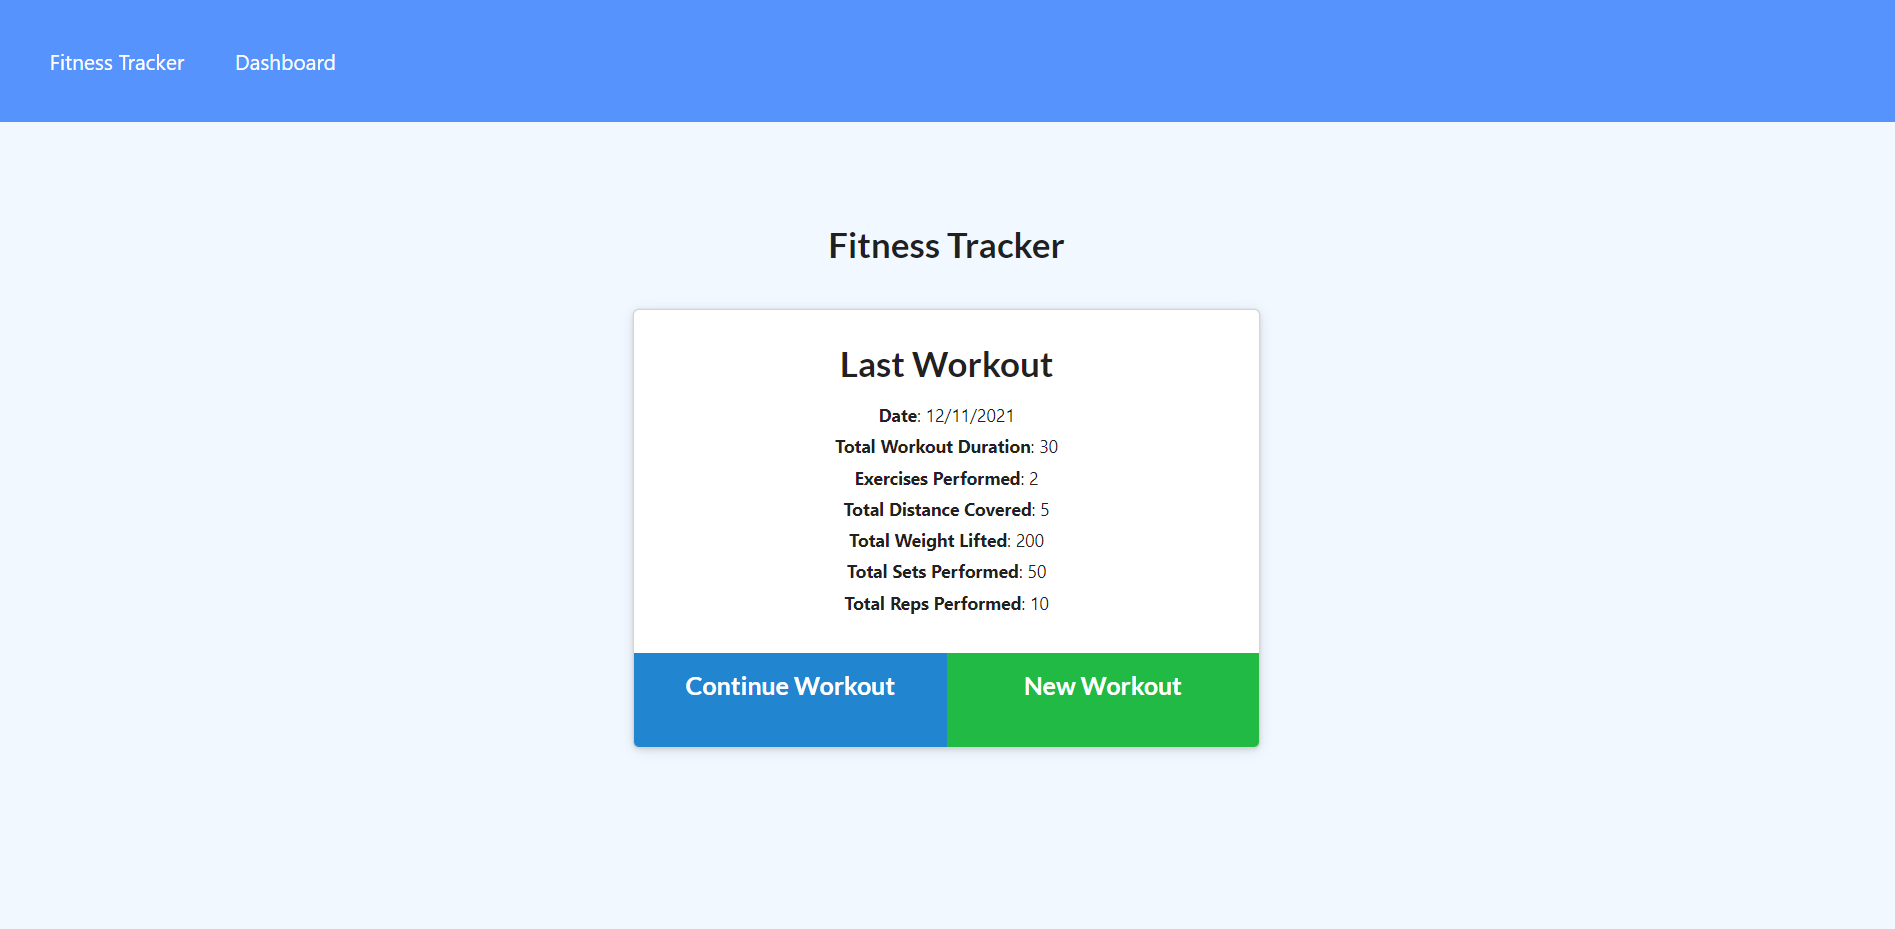 Fitness Tracker Dashboard
Fitness Tracker
Last Workout
Date: 12/11/2021
Total Workout Duration: 30
Exercises Performed: 2
Total Distance Covered: 5
Total Weight Lifted: 200
Total Sets Performed: 50
Total Reps Performed: 10
Continue Workout New Workout